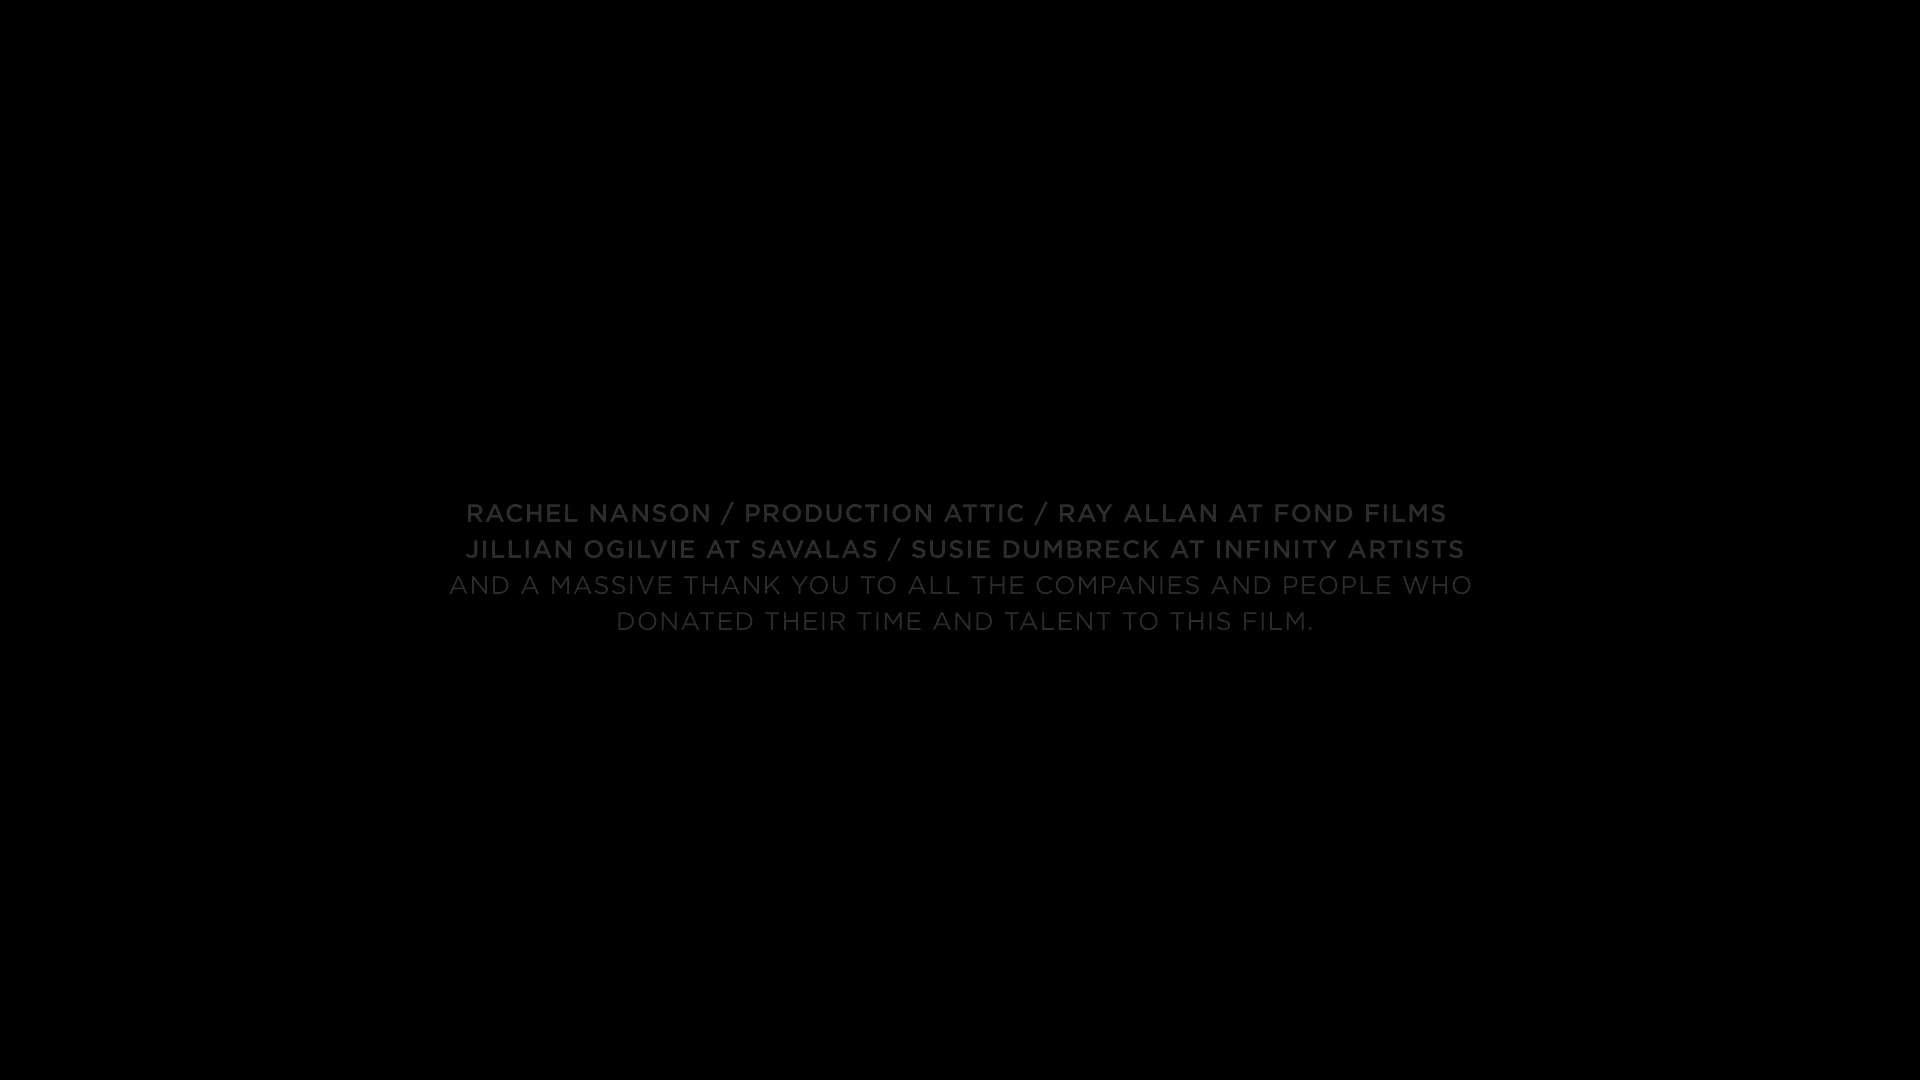 RACHEL NANSON / PRODUCTION ATTIC / RAY ALLAN AT FOND FILMS
JILLIAN OGILVIE AT SAVALAS / SUSIE DUMBRECK AT INFINITY ARTISTS
AND A MASSIVE THANK YOU TO ALL THE COMPANIES AND PEOPLE WHO
DONATED THEIR TIME AND TALENT TO THIS FILM.